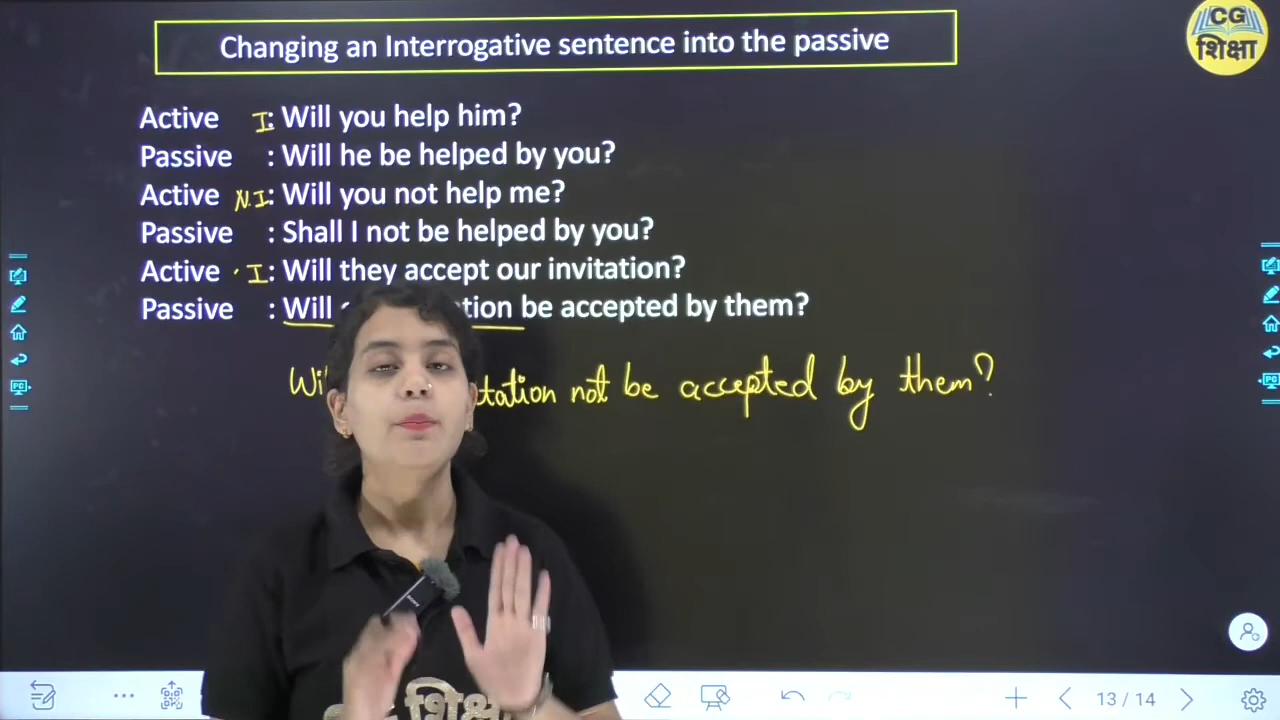 Changing an Interrogative sentence into the passive
CG
शिक्षा
Active I: Will you help him?
Passive : Will he be helped by you?
Active N.I: Will you not help me?
Passive : Shall I not be helped by you?
Active I: Will they accept our invitation?
Passive : Will be accepted by them?
not be accepted by them?
13 / 14